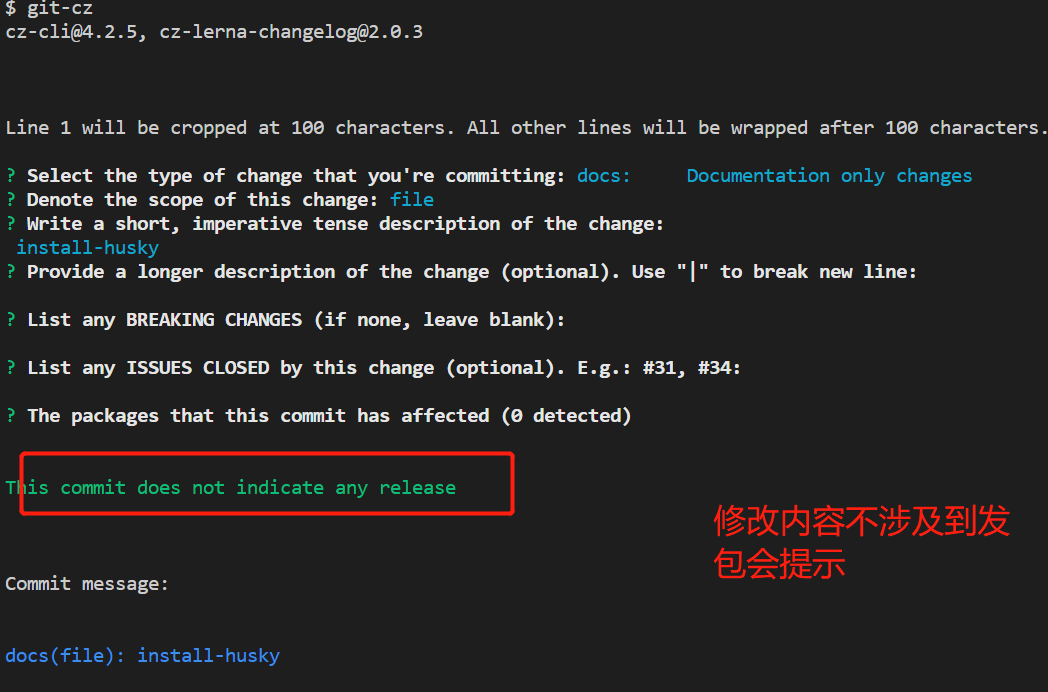 $ git-cz
cz-cli@4.2.5, cz-lerna-changelog@2.0.3
Line 1 will be cropped at 100 characters. All other lines will be wrapped after 100 characters.
? Select the type of change that you're committing: docs:     Documentation only changes
? Denote the scope of this change: file
? Write a short, imperative tense description of the change:
install-husky
? Provide a longer description of the change (optional). Use "|" to break new line:
? List any BREAKING CHANGES (if none, leave blank):
? List any ISSUES CLOSED by this change (optional). E.g.: #31, #34:
? The packages that this commit has affected (0 detected)
This commit does not indicate any release
修改内容不涉及到发
包会提示
Commit message:
docs(file): install-husky